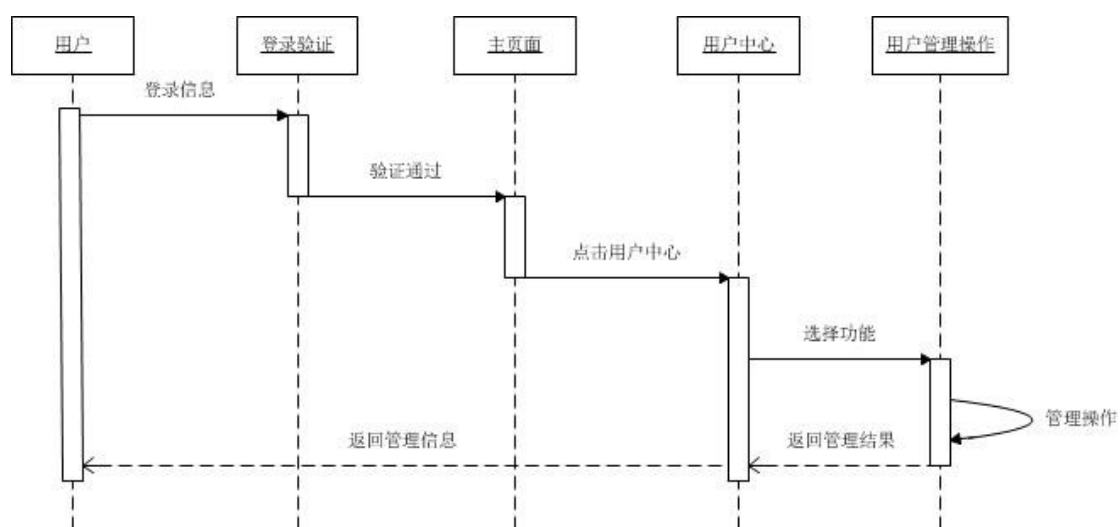 用户
登录验证
主页面
用户中心
用户管理操作
登录信息
验证通过
点击用户中心
选择功能
管理操作
返回管理信息
返回管理结果